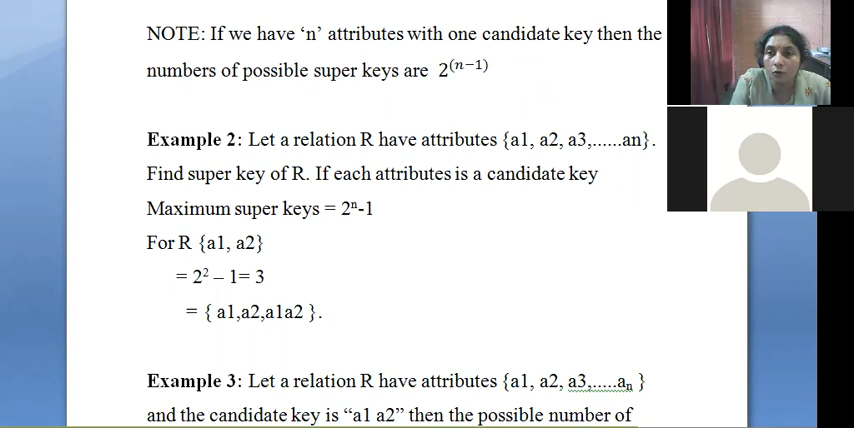 NOTE: If we have ‘n’ attributes with one candidate key then the
numbers of possible super keys are 2^(n−1)
Example 2: Let a relation R have attributes {a1, a2, a3,......an}.
Find super key of R. If each attributes is a candidate key
Maximum super keys = 2ⁿ-1
For R {a1, a2}
= 2² – 1= 3
= { a1,a2,a1a2 }.
Example 3: Let a relation R have attributes {a1, a2, a3,.....aₙ }
and the candidate key is “a1 a2” then the possible number of